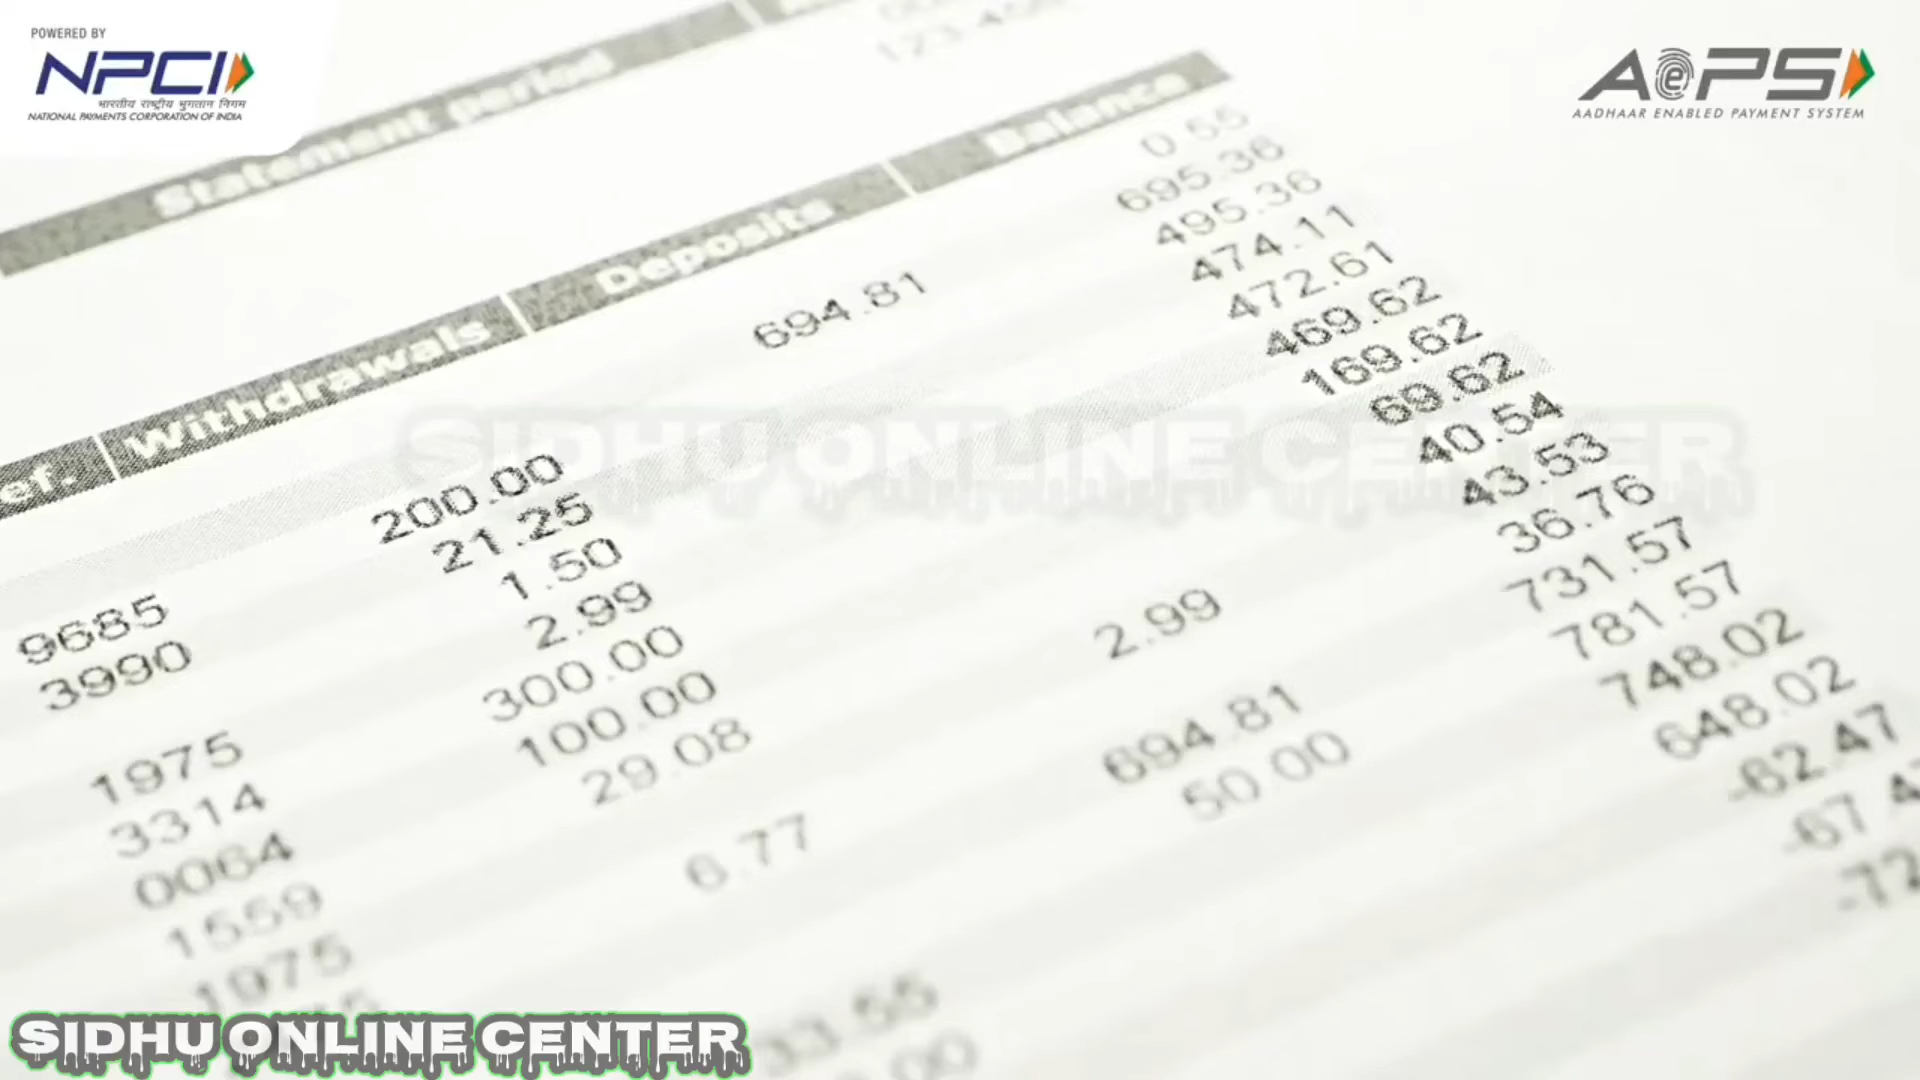 POWERED BY
NPCI
भारतीय राष्ट्रीय भुगतान निगम
NATIONAL PAYMENTS CORPORATION OF INDIA
AePS
AADHAAR ENABLED PAYMENT SYSTEM
Statement period
ef. Withdrawals Deposits Balance
0.55
694.81 695.36
200.00 495.36
21.25 474.11
1.50 472.61
2.99 469.62
300.00 169.62
100.00 69.62
29.08 40.54
2.99 43.53
6.77 36.76
694.81 731.57
50.00 781.57
748.02
648.02
-62.47
9685
3990
1975
3314
0064
1559
1975
SIDHU ONLINE CENTER
SIDHU ONLINE CENTER